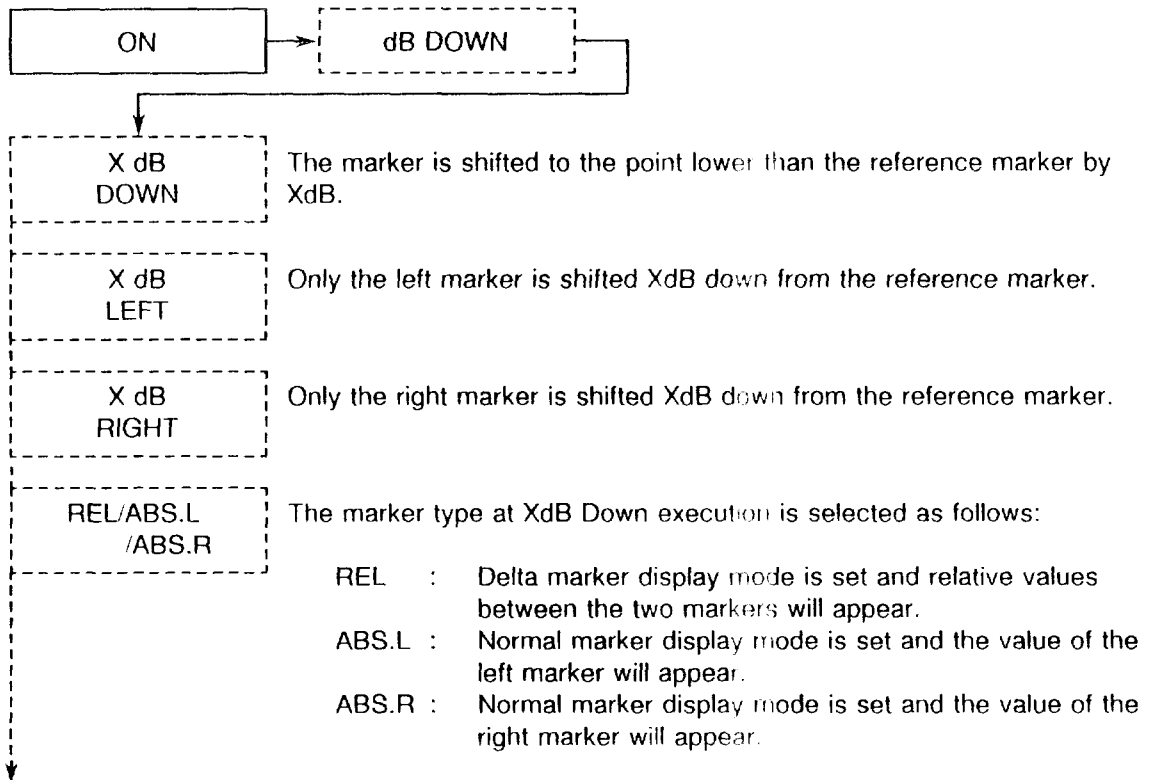 ON
dB DOWN
X dB
DOWN
The marker is shifted to the point lower than the reference marker by
XdB.
X dB
LEFT
Only the left marker is shifted XdB down from the reference marker.
X dB
RIGHT
Only the right marker is shifted XdB down from the reference marker.
REL/ABS.L
/ABS.R
The marker type at XdB Down execution is selected as follows:
REL : Delta marker display mode is set and relative values
between the two markers will appear.
ABS.L : Normal marker display mode is set and the value of the
left marker will appear.
ABS.R : Normal marker display mode is set and the value of the
right marker will appear.